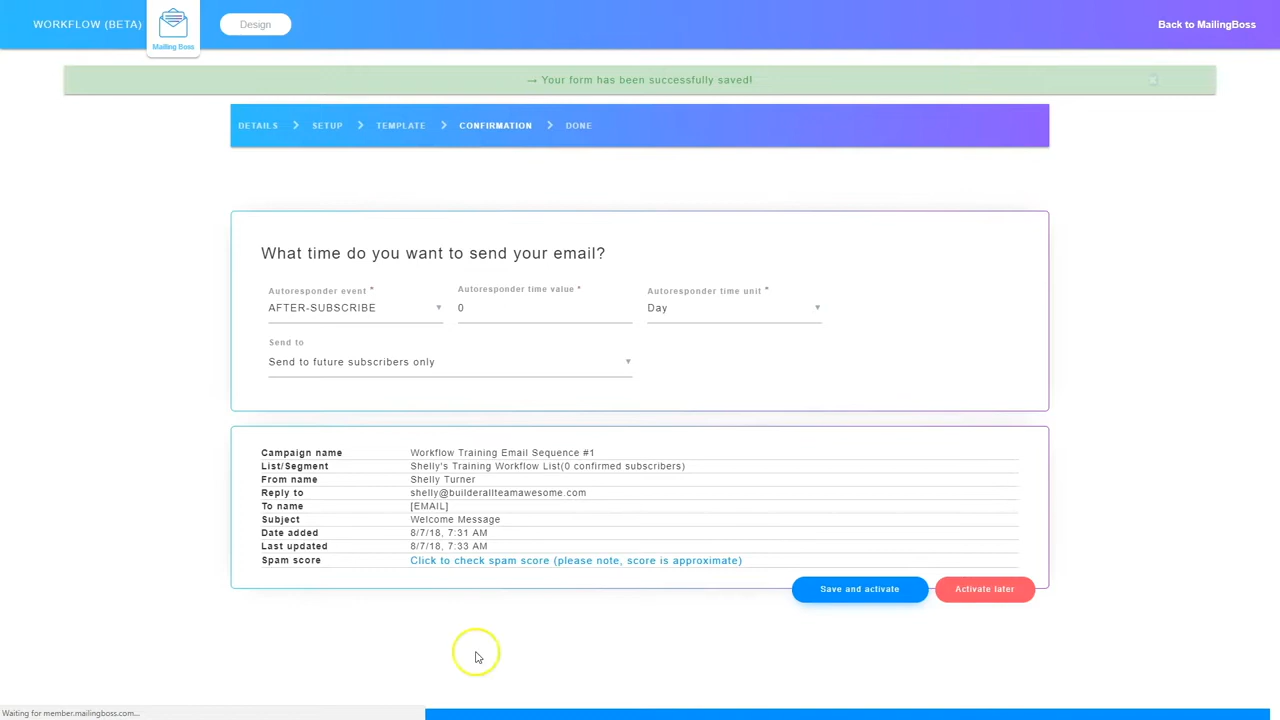 WORKFLOW (BETA)
Mailing Boss
Design
Back to MailingBoss
→ Your form has been successfully saved!
×
DETAILS > SETUP > TEMPLATE > CONFIRMATION > DONE
What time do you want to send your email?
Autoresponder event * Autoresponder time value * Autoresponder time unit *
AFTER-SUBSCRIBE 0 Day
Send to
Send to future subscribers only
Campaign name Workflow Training Email Sequence #1
List/Segment Shelly's Training Workflow List(0 confirmed subscribers)
From name Shelly Turner
Reply to shelly@builderallteamawesome.com
To name [EMAIL]
Subject Welcome Message
Date added 8/7/18, 7:31 AM
Last updated 8/7/18, 7:33 AM
Spam score Click to check spam score (please note, score is approximate)
Save and activate Activate later
Waiting for member.mailingboss.com...